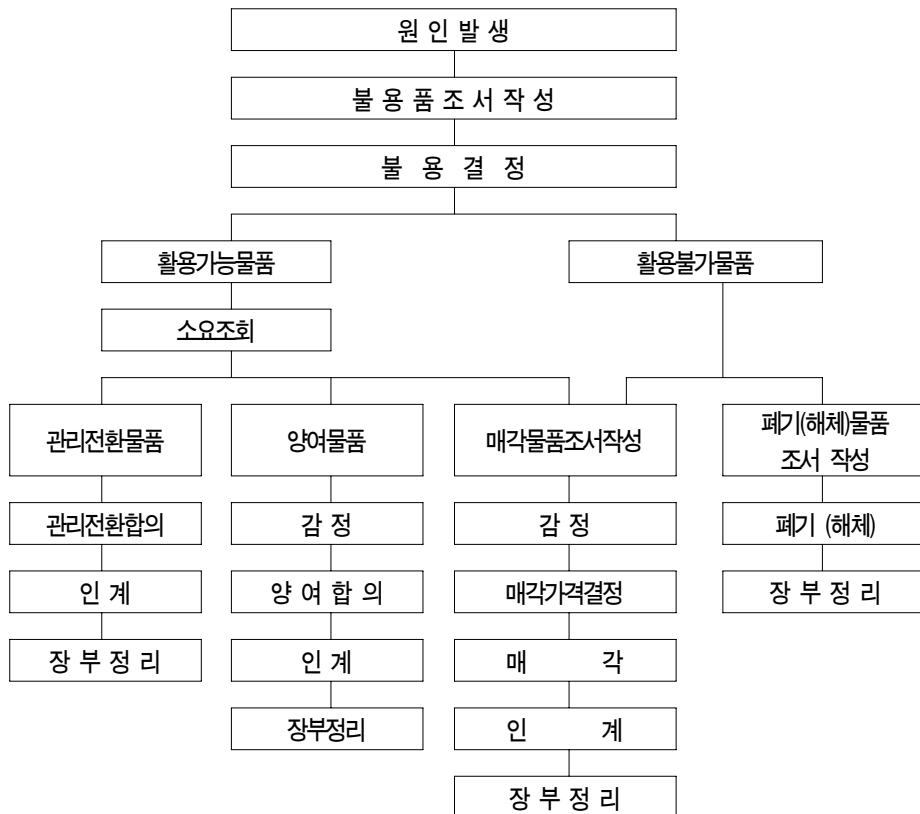 원 인 발 생
불 용 품 조 서 작 성
불 용 결 정
활용가능물품
활용불가물품
소요조회
관리전환물품
양여물품
매각물품조서작성
폐기(해체)물품
조서 작성
관리전환합의
감 정
감 정
폐기 (해체)
인 계
양 여 합 의
매각가격결정
장 부 정 리
장 부 정 리
인 계
매 각
장부정리
인 계
장 부 정 리